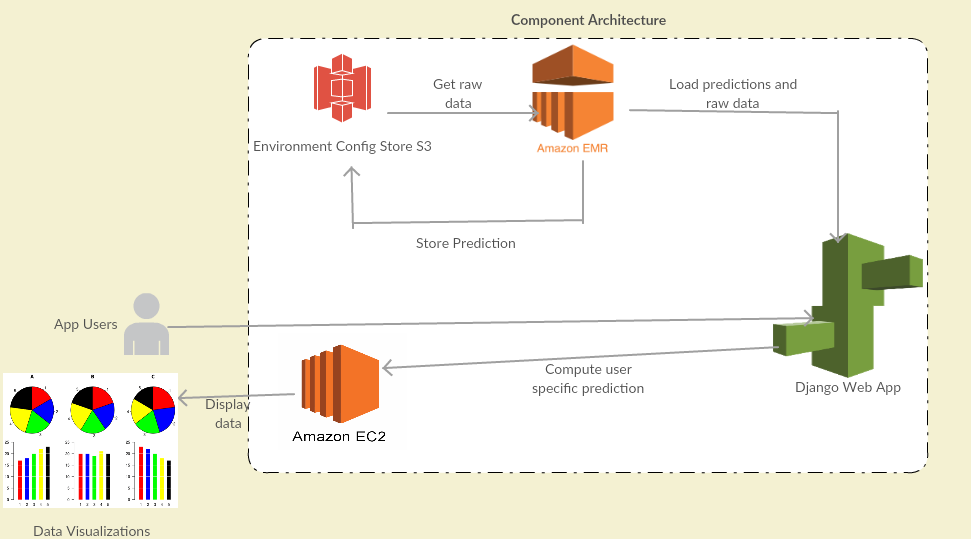 Component Architecture
Get raw
data
Load predictions and
raw data
Environment Config Store S3
Amazon EMR
Store Prediction
App Users
Compute user
specific prediction
Django Web App
Display
data
Amazon EC2
A B C
Data Visualizations